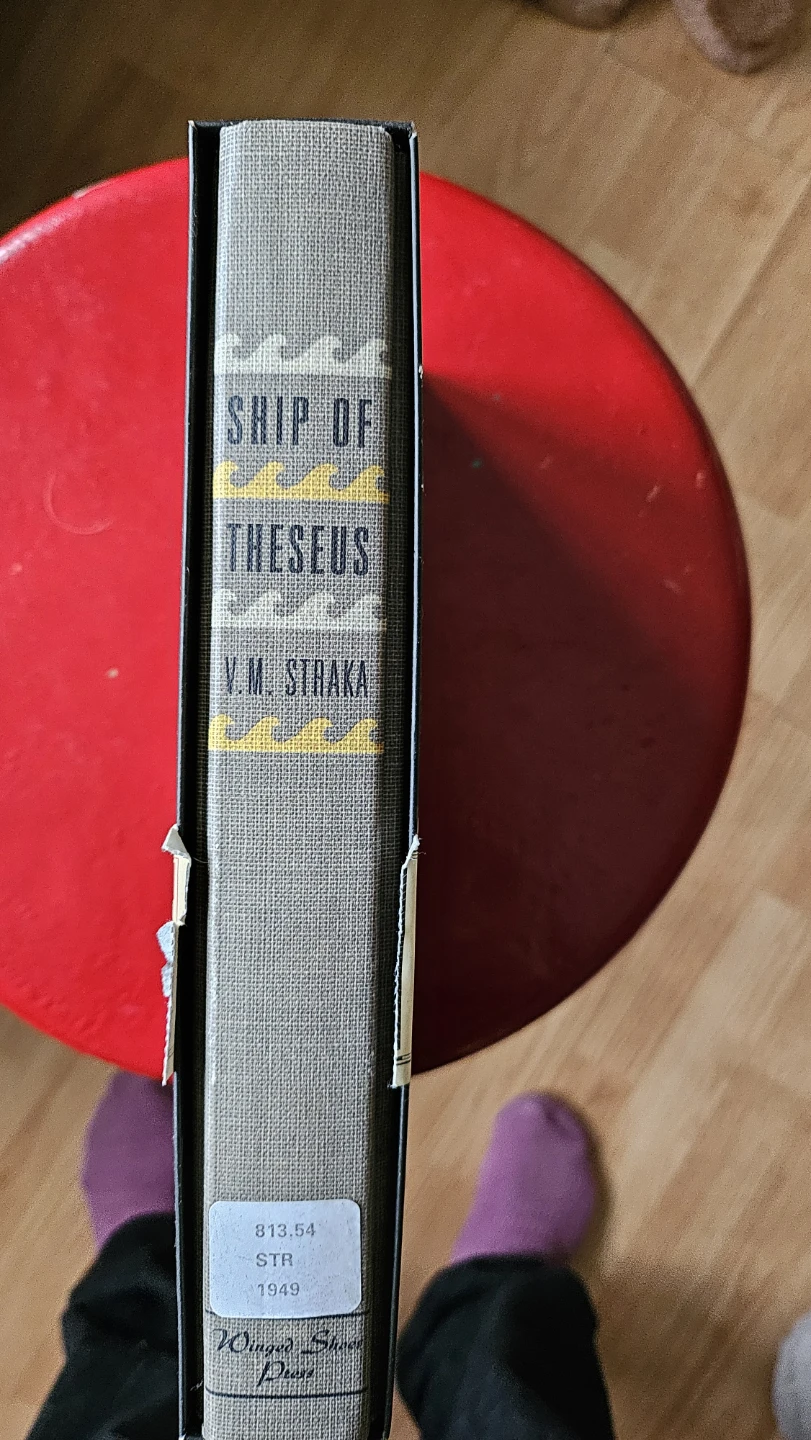 SHIP OF
THESEUS
V.M. STRAKA
813.54
STR
1949
Winged Shoes
Press